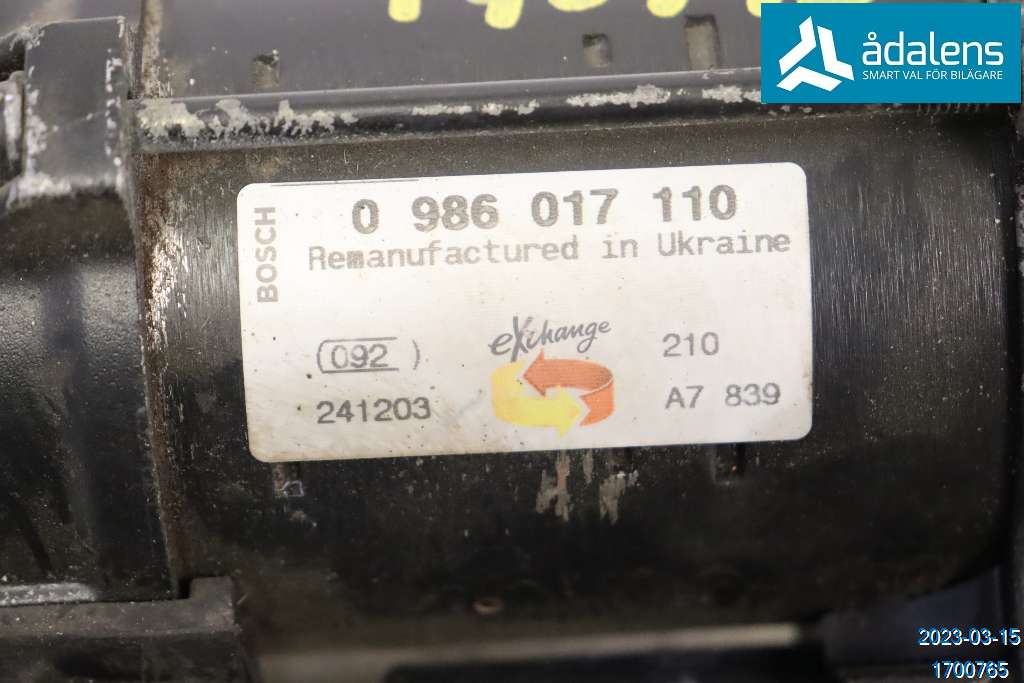 ådalens
SMART VAL FÖR BILÄGARE
BOSCH
0 986 017 110
Remanufactured in Ukraine
(092)
eXchange
210
241203
A7 839
2023-03-15
1700765